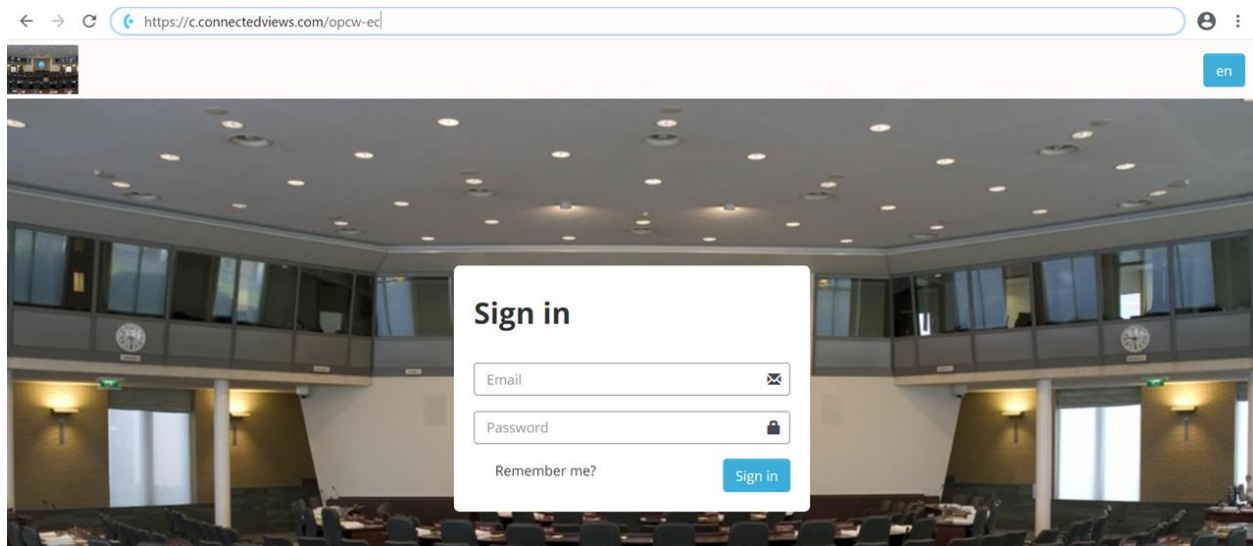 https://c.connectedviews.com/opcw-ec
en
Sign in
Email
Password
Remember me?
Sign in